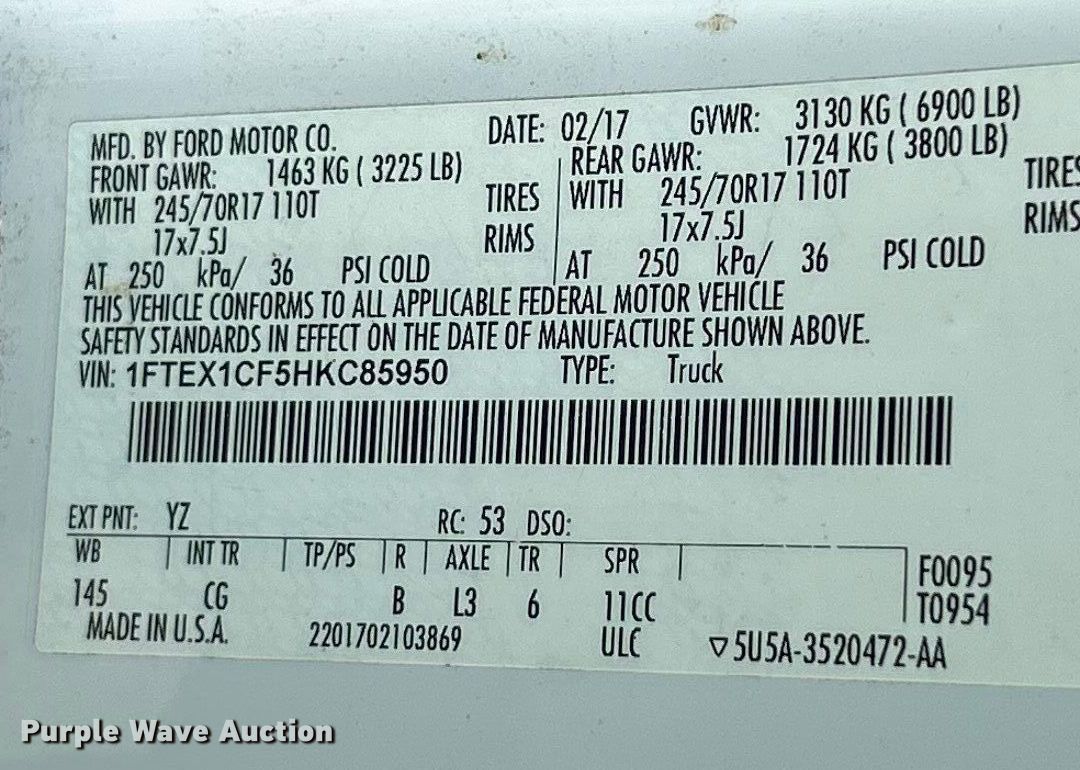 MFD. BY FORD MOTOR CO. DATE: 02/17 GVWR: 3130 KG ( 6900 LB)
FRONT GAWR: 1463 KG ( 3225 LB) REAR GAWR: 1724 KG ( 3800 LB)
WITH 245/70R17 110T TIRES WITH 245/70R17 110T TIRES
17x7.5J RIMS 17x7.5J RIMS
AT 250 kPa/ 36 PSI COLD AT 250 kPa/ 36 PSI COLD
THIS VEHICLE CONFORMS TO ALL APPLICABLE FEDERAL MOTOR VEHICLE
SAFETY STANDARDS IN EFFECT ON THE DATE OF MANUFACTURE SHOWN ABOVE.
VIN: 1FTEX1CF5HKC85950 TYPE: Truck
EXT PNT: YZ RC: 53 DSO:
WB INT TR TP/PS R AXLE TR SPR F0095
145 CG B L3 6 11CC T0954
MADE IN U.S.A. 2201702103869 ULC ▽5U5A-3520472-AA
Purple Wave Auction